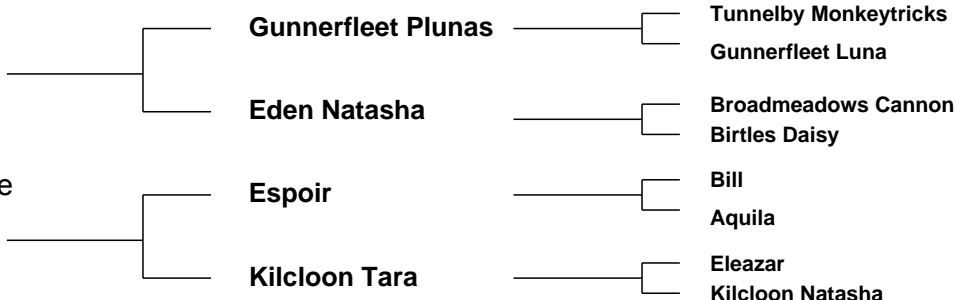 Tunnelby Monkeytricks
Gunnerfleet Plunas
Gunnerfleet Luna
Broadmeadows Cannon
Eden Natasha
Birtles Daisy
Bill
e
Espoir
Aquila
Eleazar
Kilcloon Tara
Kilcloon Natasha